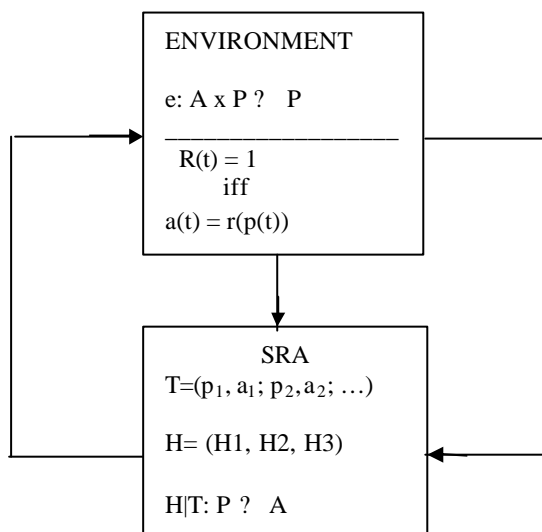 ENVIRONMENT
e: A x P ? P
R(t) = 1
iff
a(t) = r(p(t))
SRA
T=(p₁, a₁; p₂, a₂; …)
H= (H1, H2, H3)
H|T: P ? A